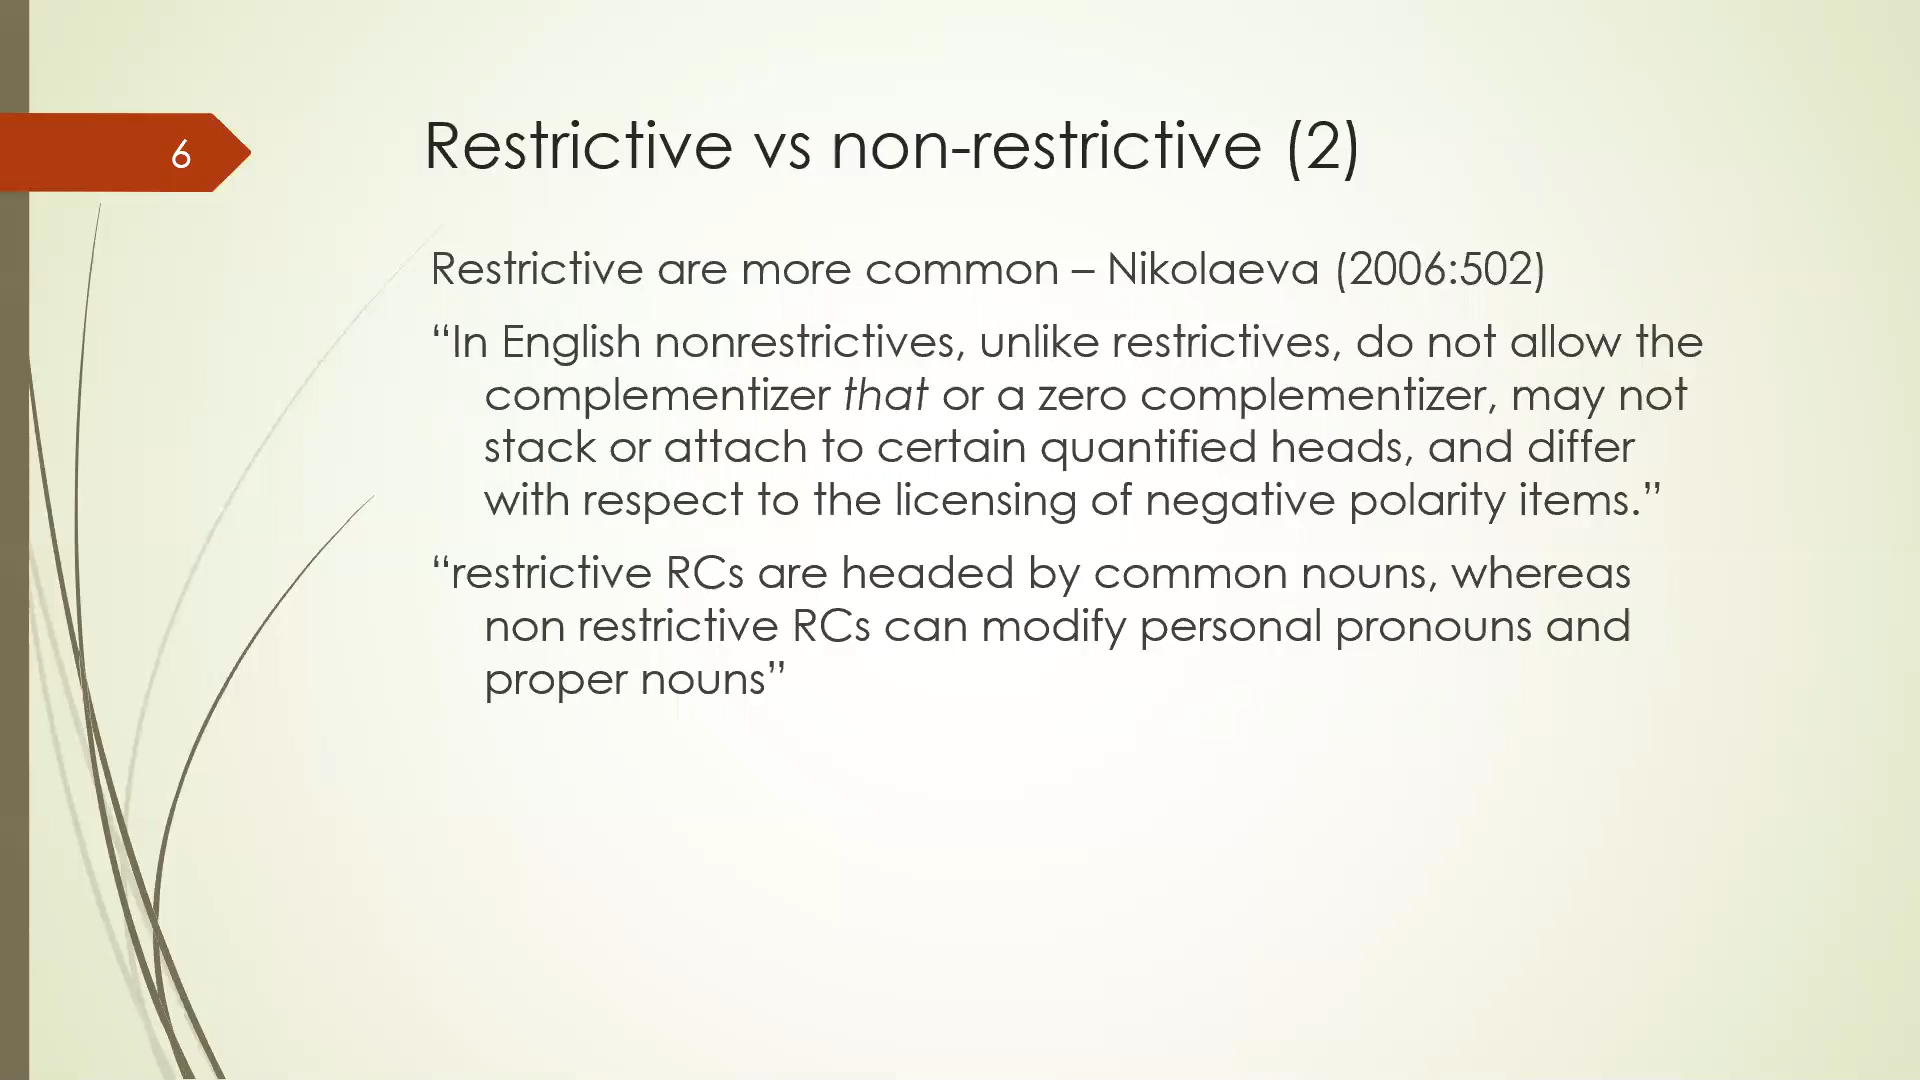 6
Restrictive vs non-restrictive (2)
Restrictive are more common – Nikolaeva (2006:502)
“In English nonrestrictives, unlike restrictives, do not allow the
complementizer that or a zero complementizer, may not
stack or attach to certain quantified heads, and differ
with respect to the licensing of negative polarity items.”
“restrictive RCs are headed by common nouns, whereas
non restrictive RCs can modify personal pronouns and
proper nouns”